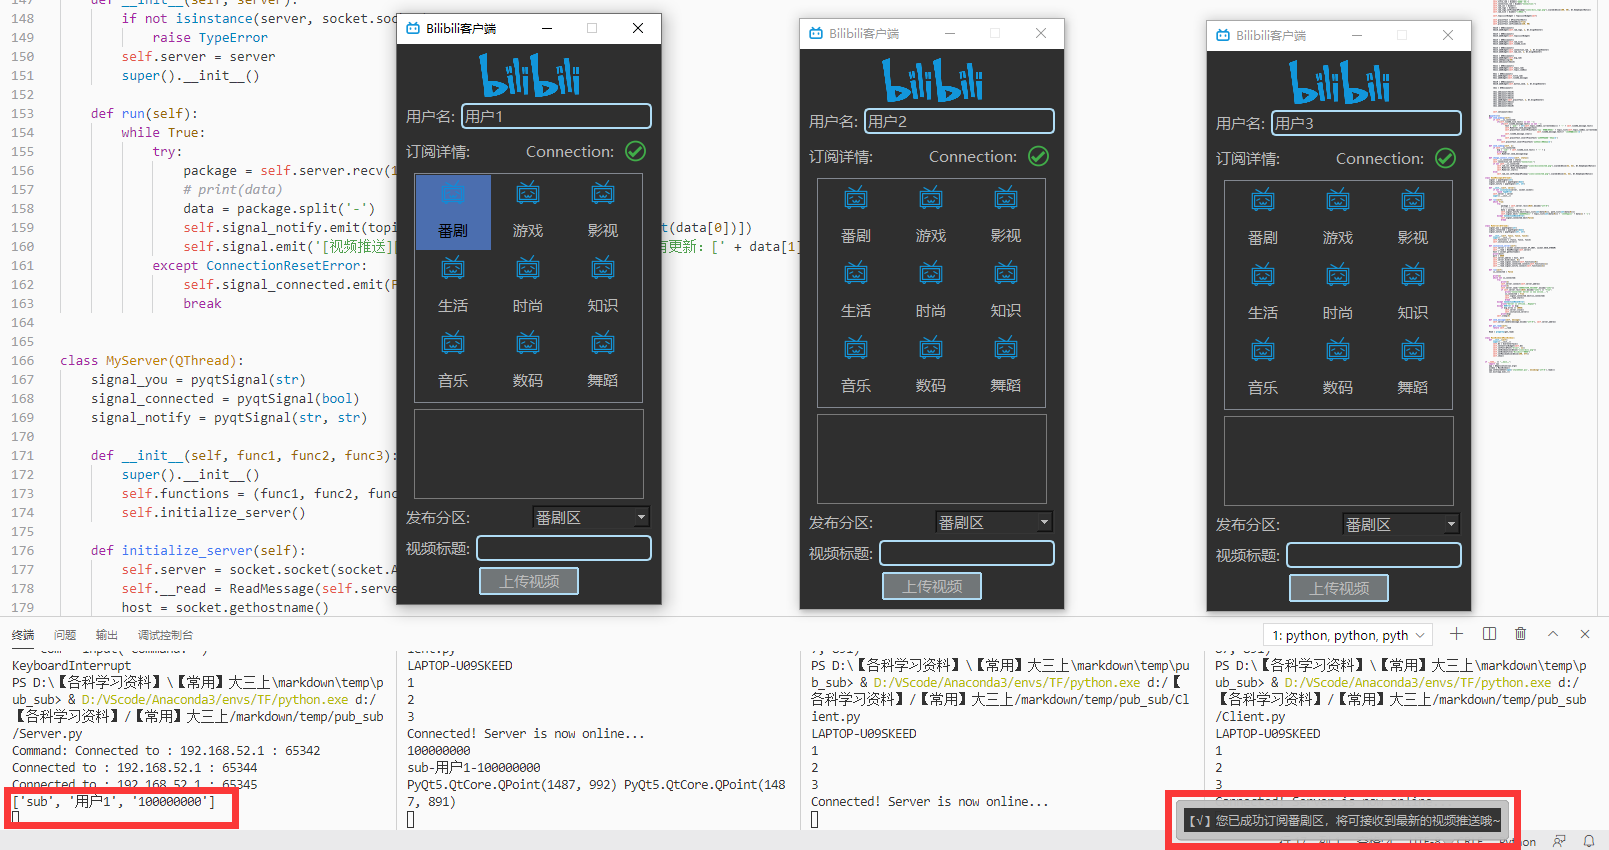 147 def __init__(self, server):
148 if not isinstance(server, socket.soc
149 raise TypeError
150 self.server = server
151 super().__init__()
152
153 def run(self):
154 while True:
155 try:
156 package = self.server.recv(1
157 # print(data)
158 data = package.split('-')
159 self.signal_notify.emit(topi t(data[0])])
160 self.signal.emit('[视频推送][ 有更新: [' + data[1]
161 except ConnectionResetError:
162 self.signal_connected.emit(F
163 break
164
165
166 class MyServer(QThread):
167 signal_you = pyqtSignal(str)
168 signal_connected = pyqtSignal(bool)
169 signal_notify = pyqtSignal(str, str)
170
171 def __init__(self, func1, func2, func3):
172 super().__init__()
173 self.functions = (func1, func2, func
174 self.initialize_server()
175
176 def initialize_server(self):
177 self.server = socket.socket(socket.A
178 self.__read = ReadMessage(self.serve
179 host = socket.gethostname()
Bilibili客户端
bilibili
用户名: 用户1
订阅详情: Connection:
番剧 游戏 影视
生活 时尚 知识
音乐 数码 舞蹈
发布分区: 番剧区
视频标题:
上传视频
Bilibili客户端
bilibili
用户名: 用户2
订阅详情: Connection:
番剧 游戏 影视
生活 时尚 知识
音乐 数码 舞蹈
发布分区: 番剧区
视频标题:
上传视频
Bilibili客户端
bilibili
用户名: 用户3
订阅详情: Connection:
番剧 游戏 影视
生活 时尚 知识
音乐 数码 舞蹈
发布分区: 番剧区
视频标题:
上传视频
终端 问题 输出 调试控制台
1: python, python, pyth
KeyboardInterrupt
PS D:\【各科学习资料】\【常用】大三上\markdown\temp\p
ub_sub> & D:/VScode/Anaconda3/envs/TF/python.exe d:/
【各科学习资料】/【常用】大三上/markdown/temp/pub_sub
/Server.py
Command: Connected to : 192.168.52.1 : 65342
Connected to : 192.168.52.1 : 65344
Connected to : 192.168.52.1 : 65345
['sub', '用户1', '100000000']
ient.py
LAPTOP-U09SKEED
1
2
3
Connected! Server is now online...
100000000
sub-用户1-100000000
PyQt5.QtCore.QPoint(1487, 992) PyQt5.QtCore.QPoint(148
7, 891)
7, 891)
PS D:\【各科学习资料】\【常用】大三上\markdown\temp\pu
b_sub> & D:/VScode/Anaconda3/envs/TF/python.exe d:/【
各科学习资料】/【常用】大三上/markdown/temp/pub_sub/Cl
ient.py
LAPTOP-U09SKEED
1
2
3
Connected! Server is now online...
87, 891)
PS D:\【各科学习资料】\【常用】大三上\markdown\temp\p
ub_sub> & D:/VScode/Anaconda3/envs/TF/python.exe d:/
【各科学习资料】/【常用】大三上/markdown/temp/pub_sub
/Client.py
LAPTOP-U09SKEED
1
2
3
Connected! Server is now online
【√】您已成功订阅番剧区，将可接收到最新的视频推送哦~
Python